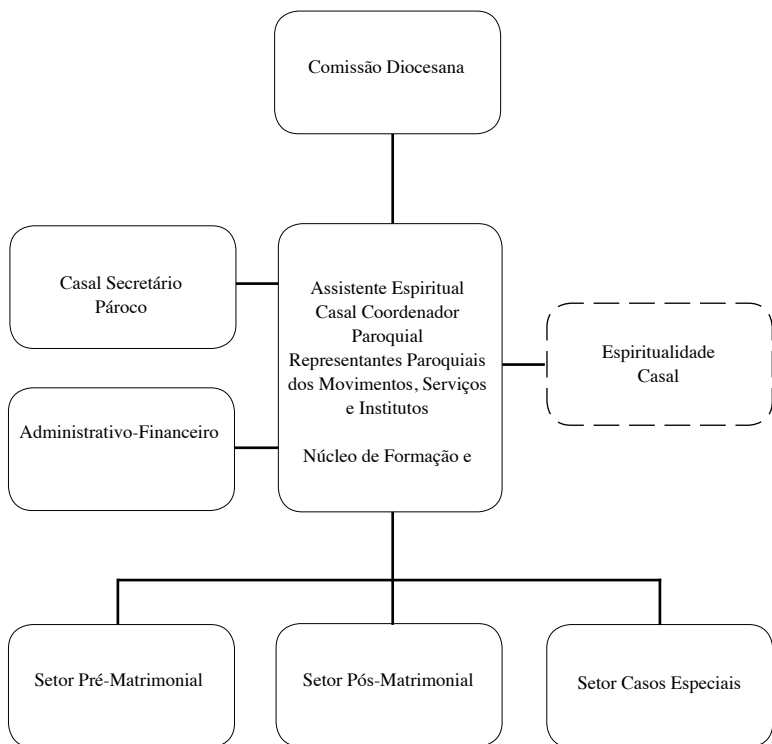 Comissão Diocesana
Casal Secretário
Pároco
Assistente Espiritual
Casal Coordenador
Paroquial
Representantes Paroquiais
dos Movimentos, Serviços
e Institutos
Núcleo de Formação e
Espiritualidade
Casal
Administrativo-Financeiro
Setor Pré-Matrimonial
Setor Pós-Matrimonial
Setor Casos Especiais